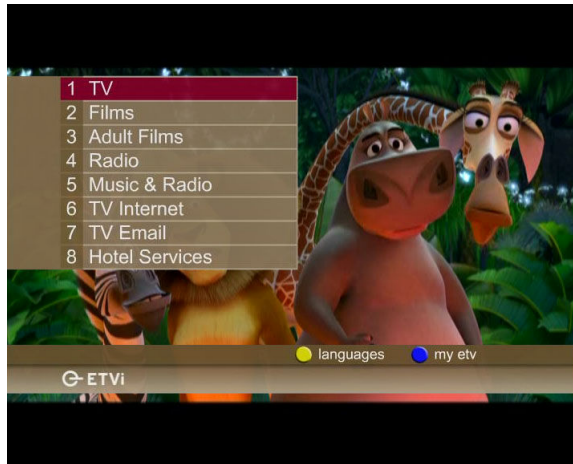 1 TV
2 Films
3 Adult Films
4 Radio
5 Music & Radio
6 TV Internet
7 TV Email
8 Hotel Services
languages my etv
ETVi